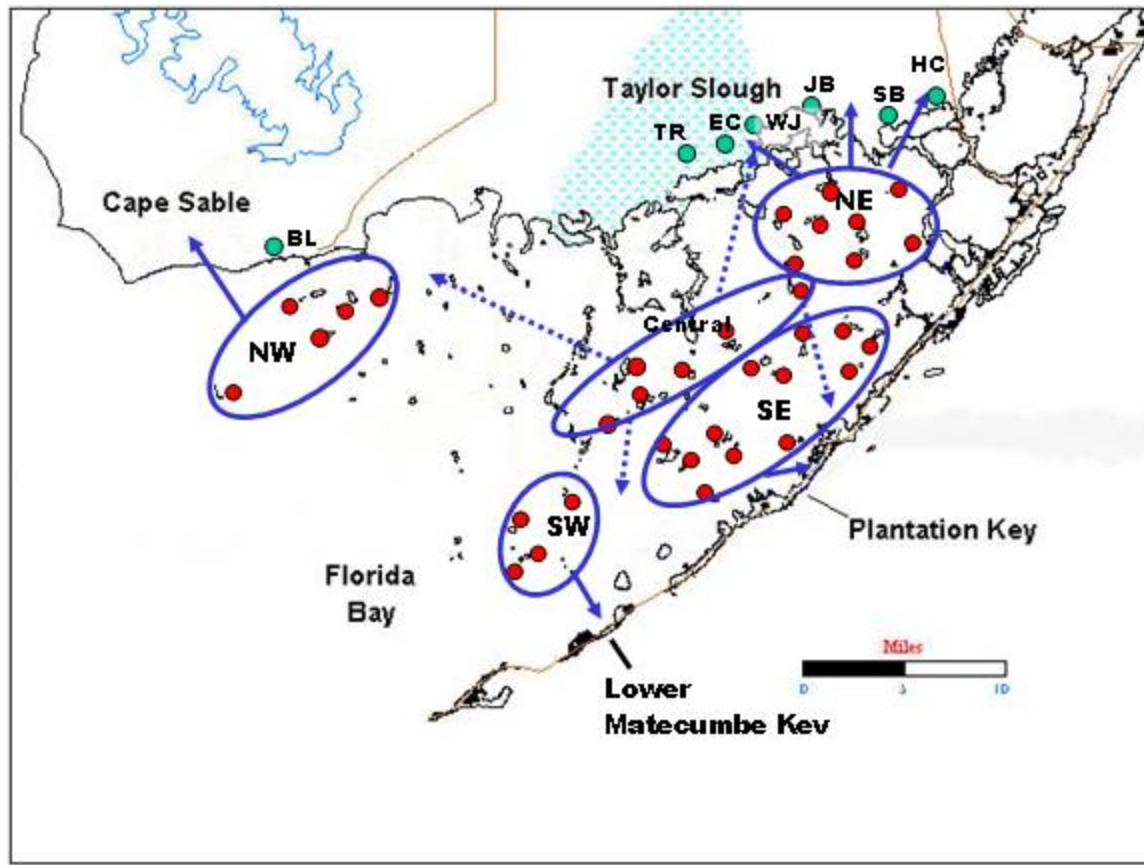 HC
JB
SB
Taylor Slough
WJ
EC
TR
Cape Sable
NE
BL
Central
NW
SE
SW
Plantation Key
Florida
Bay
Miles
0 5 10
Lower
Matecumbe Key